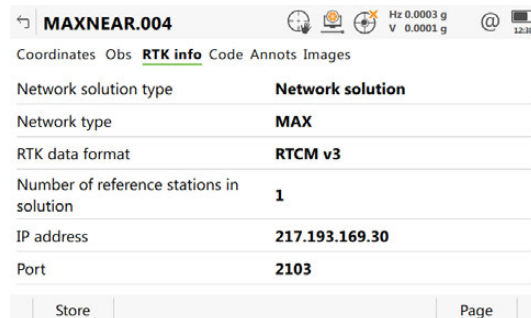 MAXNEAR.004
Hz 0.0003 g
V 0.0001 g
@
12:30
Coordinates Obs RTK info Code Annots Images
Network solution type Network solution
Network type MAX
RTK data format RTCM v3
Number of reference stations in
solution 1
IP address 217.193.169.30
Port 2103
Store Page